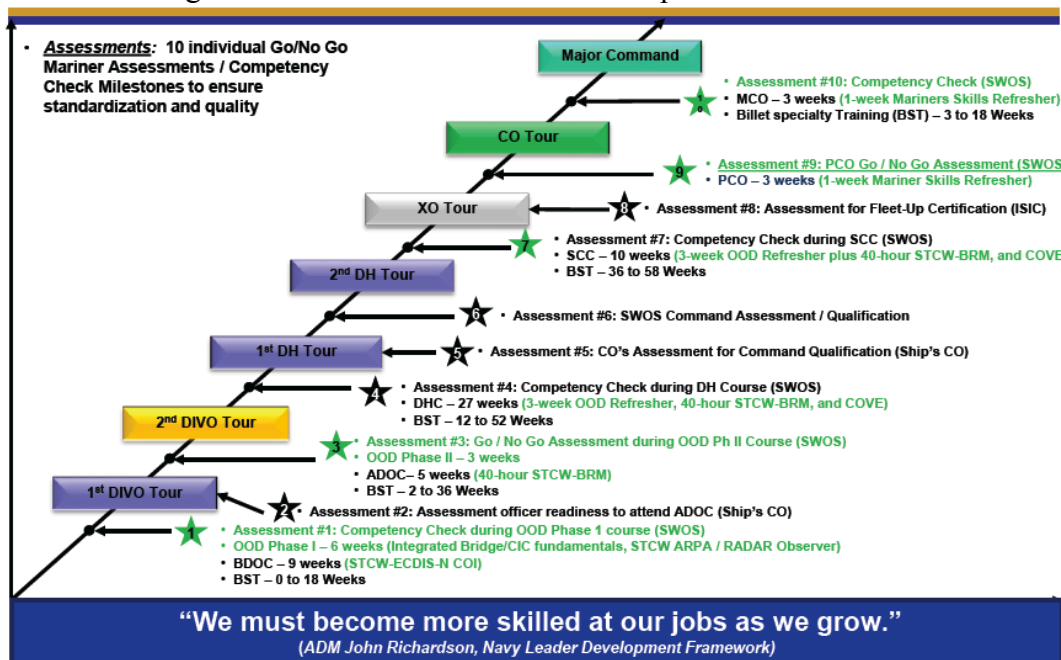 • Assessments: 10 individual Go/No Go
Mariner Assessments / Competency
Check Milestones to ensure
standardization and quality
Major Command
• Assessment #10: Competency Check (SWOS)
• MCO – 3 weeks (1-week Mariners Skills Refresher)
• Billet specialty Training (BST) – 3 to 18 Weeks
10
CO Tour
• Assessment #9: PCO Go / No Go Assessment (SWOS
• PCO – 3 weeks (1-week Mariner Skills Refresher)
9
XO Tour
8
• Assessment #8: Assessment for Fleet-Up Certification (ISIC)
7
• Assessment #7: Competency Check during SCC (SWOS)
• SCC – 10 weeks (3-week OOD Refresher plus 40-hour STCW-BRM, and COVE
• BST – 36 to 58 Weeks
2nd DH Tour
6
• Assessment #6: SWOS Command Assessment / Qualification
1st DH Tour
5
• Assessment #5: CO's Assessment for Command Qualification (Ship's CO)
4
• Assessment #4: Competency Check during DH Course (SWOS)
• DHC – 27 weeks (3-week OOD Refresher, 40-hour STCW-BRM, and COVE)
• BST – 12 to 52 Weeks
2nd DIVO Tour
3
• Assessment #3: Go / No Go Assessment during OOD Ph II Course (SWOS)
• OOD Phase II – 3 weeks
• ADOC– 5 weeks (40-hour STCW-BRM)
• BST – 2 to 36 Weeks
1st DIVO Tour
2
• Assessment #2: Assessment officer readiness to attend ADOC (Ship's CO)
1
• Assessment #1: Competency Check during OOD Phase 1 course (SWOS)
• OOD Phase I – 6 weeks (Integrated Bridge/CIC fundamentals, STCW ARPA / RADAR Observer)
• BDOC – 9 weeks (STCW-ECDIS-N COI)
• BST – 0 to 18 Weeks
“We must become more skilled at our jobs as we grow.”
(ADM John Richardson, Navy Leader Development Framework)